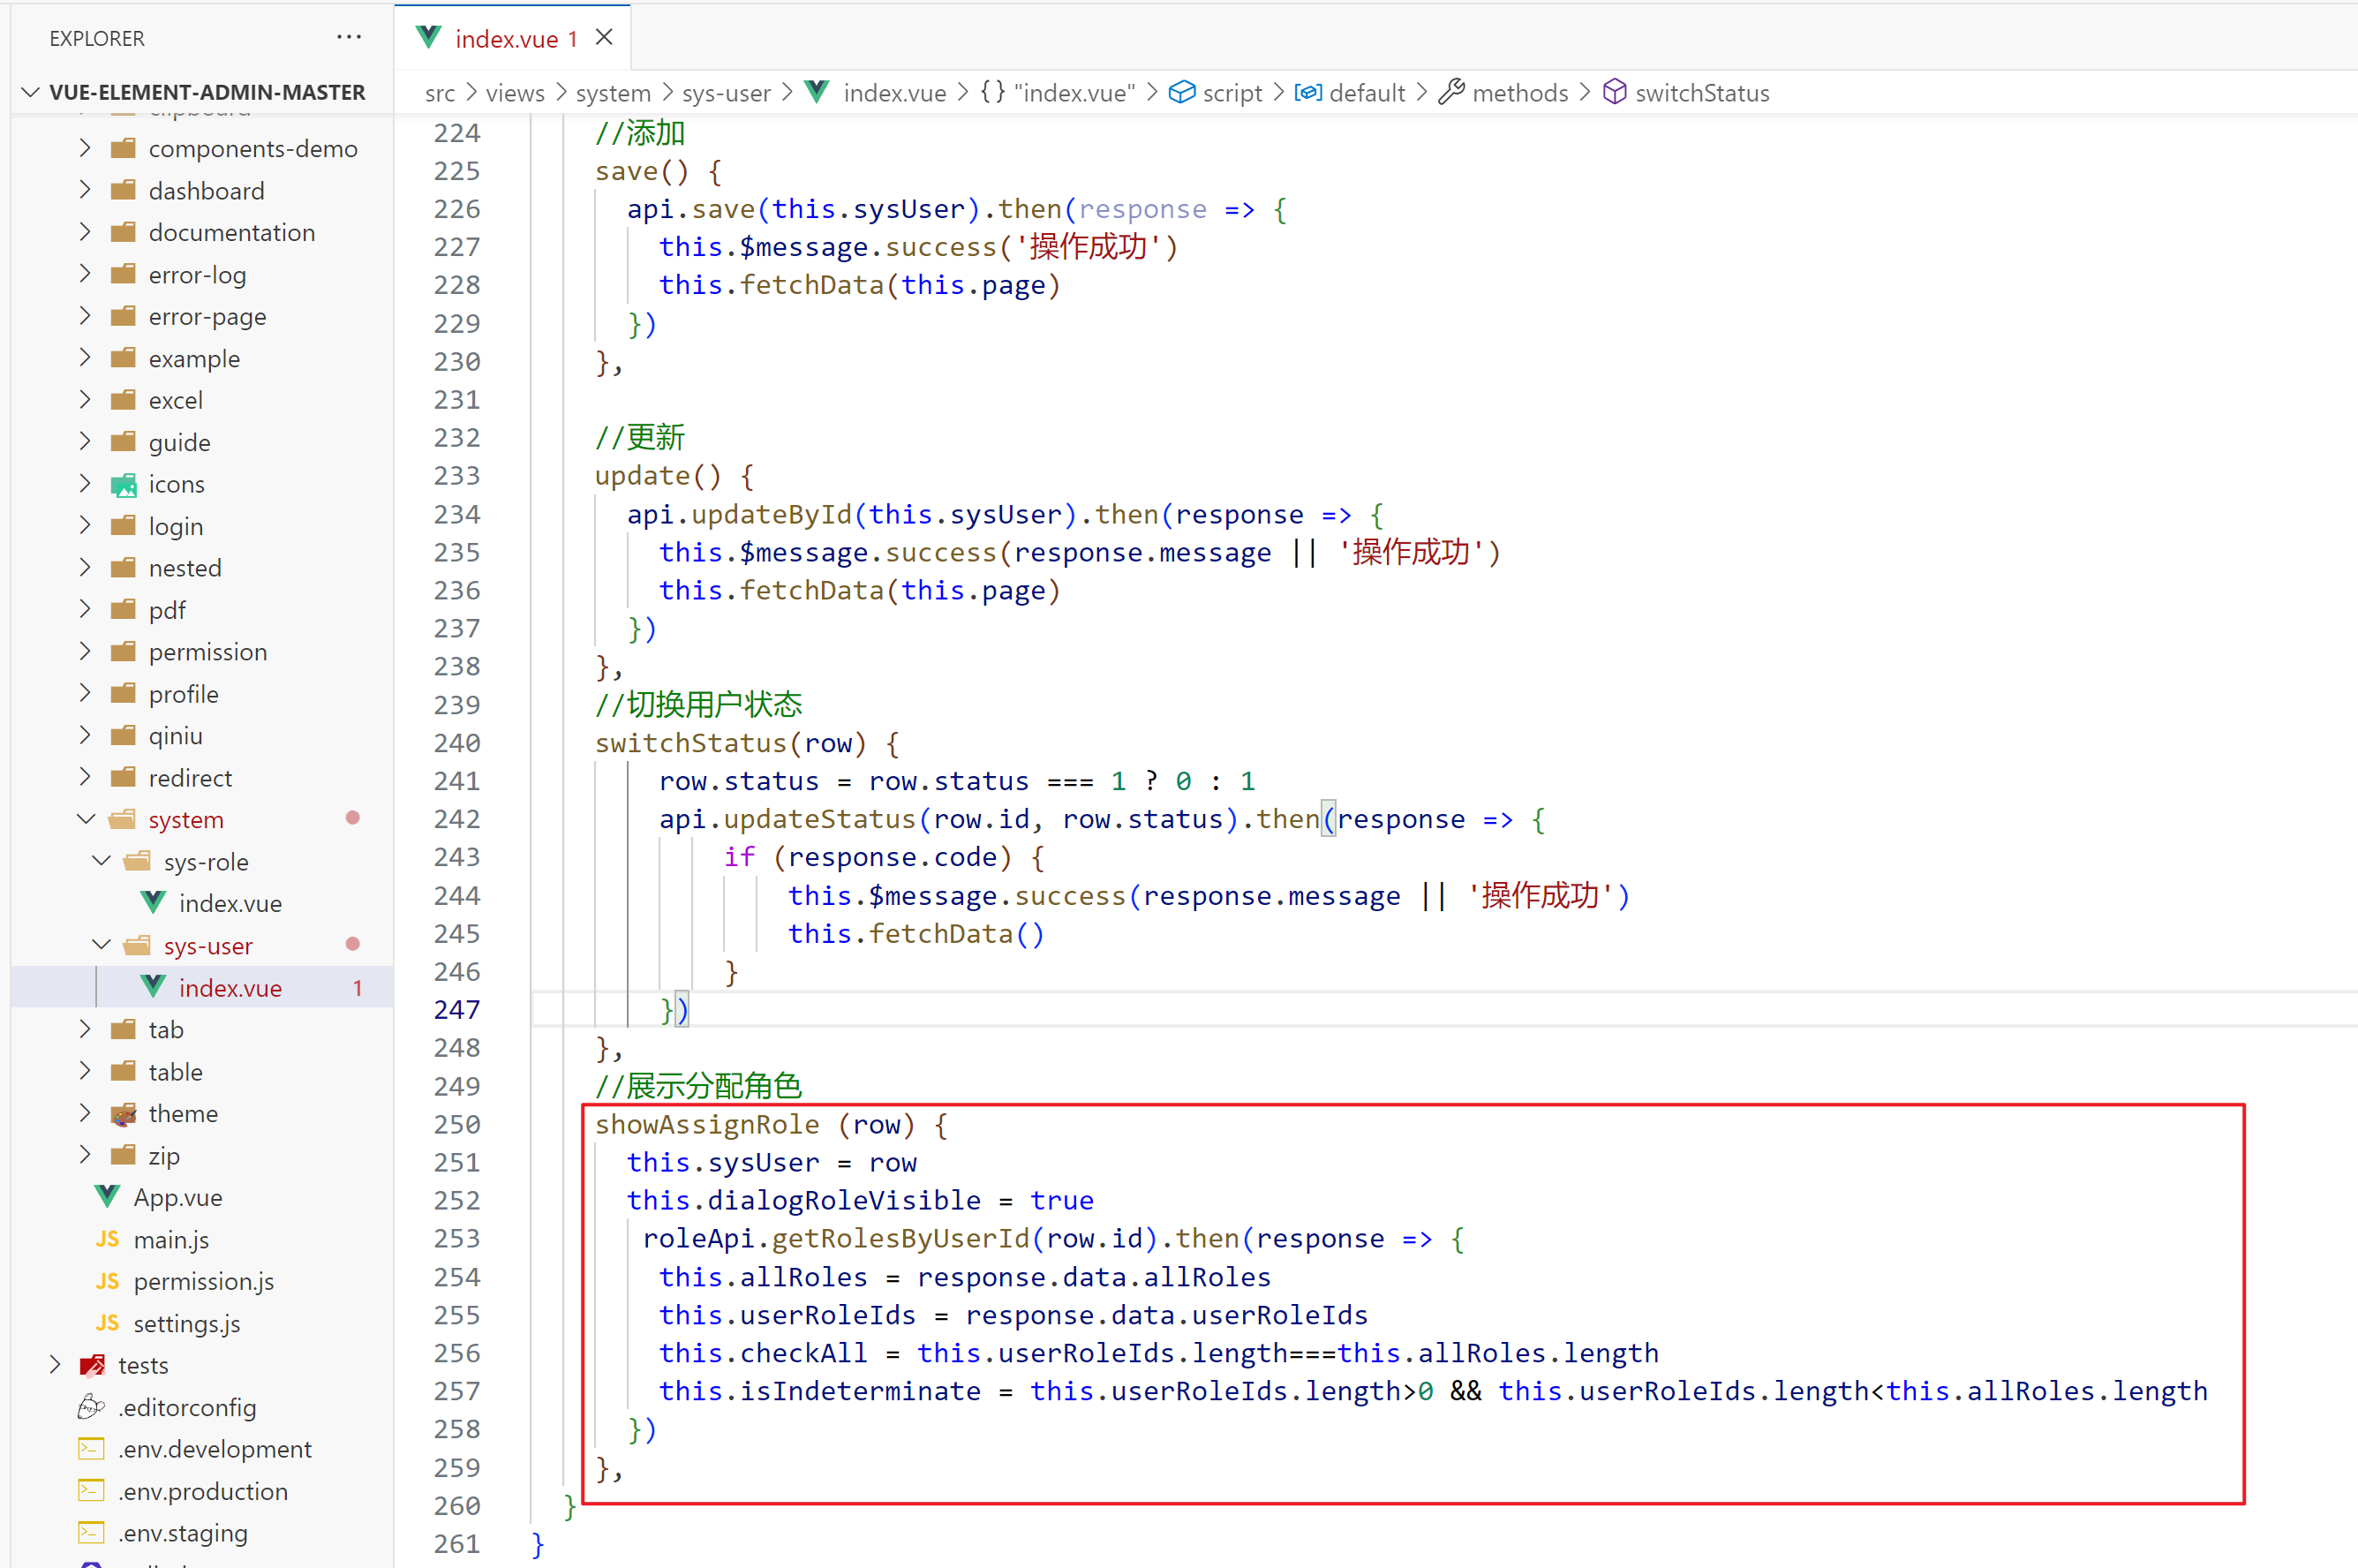 EXPLORER
···
index.vue 1
VUE-ELEMENT-ADMIN-MASTER
src > views > system > sys-user > index.vue > {} "index.vue" > script > default > methods > switchStatus
components-demo
dashboard
documentation
error-log
error-page
example
excel
guide
icons
login
nested
pdf
permission
profile
qiniu
redirect
system
sys-role
index.vue
sys-user
index.vue 1
tab
table
theme
zip
App.vue
JS main.js
JS permission.js
JS settings.js
tests
.editorconfig
.env.development
.env.production
.env.staging
224 //添加
225 save() {
226 api.save(this.sysUser).then(response => {
227 this.$message.success('操作成功')
228 this.fetchData(this.page)
229 })
230 },
231
232 //更新
233 update() {
234 api.updateById(this.sysUser).then(response => {
235 this.$message.success(response.message || '操作成功')
236 this.fetchData(this.page)
237 })
238 },
239 //切换用户状态
240 switchStatus(row) {
241 row.status = row.status === 1 ? 0 : 1
242 api.updateStatus(row.id, row.status).then(response => {
243 if (response.code) {
244 this.$message.success(response.message || '操作成功')
245 this.fetchData()
246 }
247 })
248 },
249 //展示分配角色
250 showAssignRole (row) {
251 this.sysUser = row
252 this.dialogRoleVisible = true
253 roleApi.getRolesByUserId(row.id).then(response => {
254 this.allRoles = response.data.allRoles
255 this.userRoleIds = response.data.userRoleIds
256 this.checkAll = this.userRoleIds.length===this.allRoles.length
257 this.isIndeterminate = this.userRoleIds.length>0 && this.userRoleIds.length<this.allRoles.length
258 })
259 },
260 }
261 }